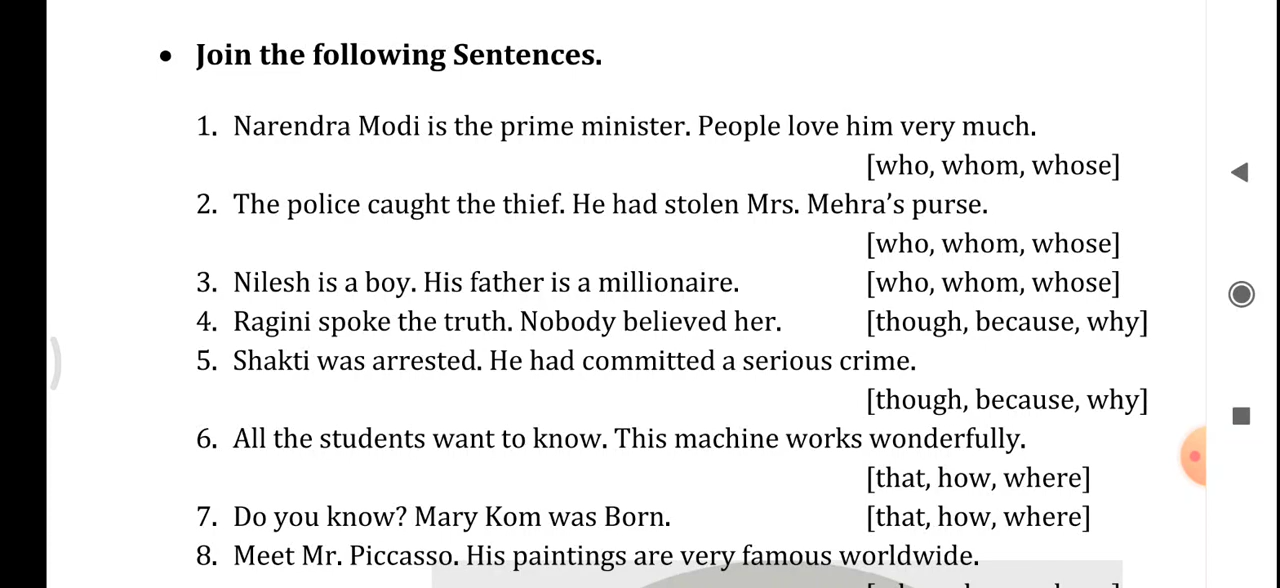 • Join the following Sentences.
1. Narendra Modi is the prime minister. People love him very much.
[who, whom, whose]
2. The police caught the thief. He had stolen Mrs. Mehra’s purse.
[who, whom, whose]
3. Nilesh is a boy. His father is a millionaire. [who, whom, whose]
4. Ragini spoke the truth. Nobody believed her. [though, because, why]
5. Shakti was arrested. He had committed a serious crime.
[though, because, why]
6. All the students want to know. This machine works wonderfully.
[that, how, where]
7. Do you know? Mary Kom was Born. [that, how, where]
8. Meet Mr. Piccasso. His paintings are very famous worldwide.